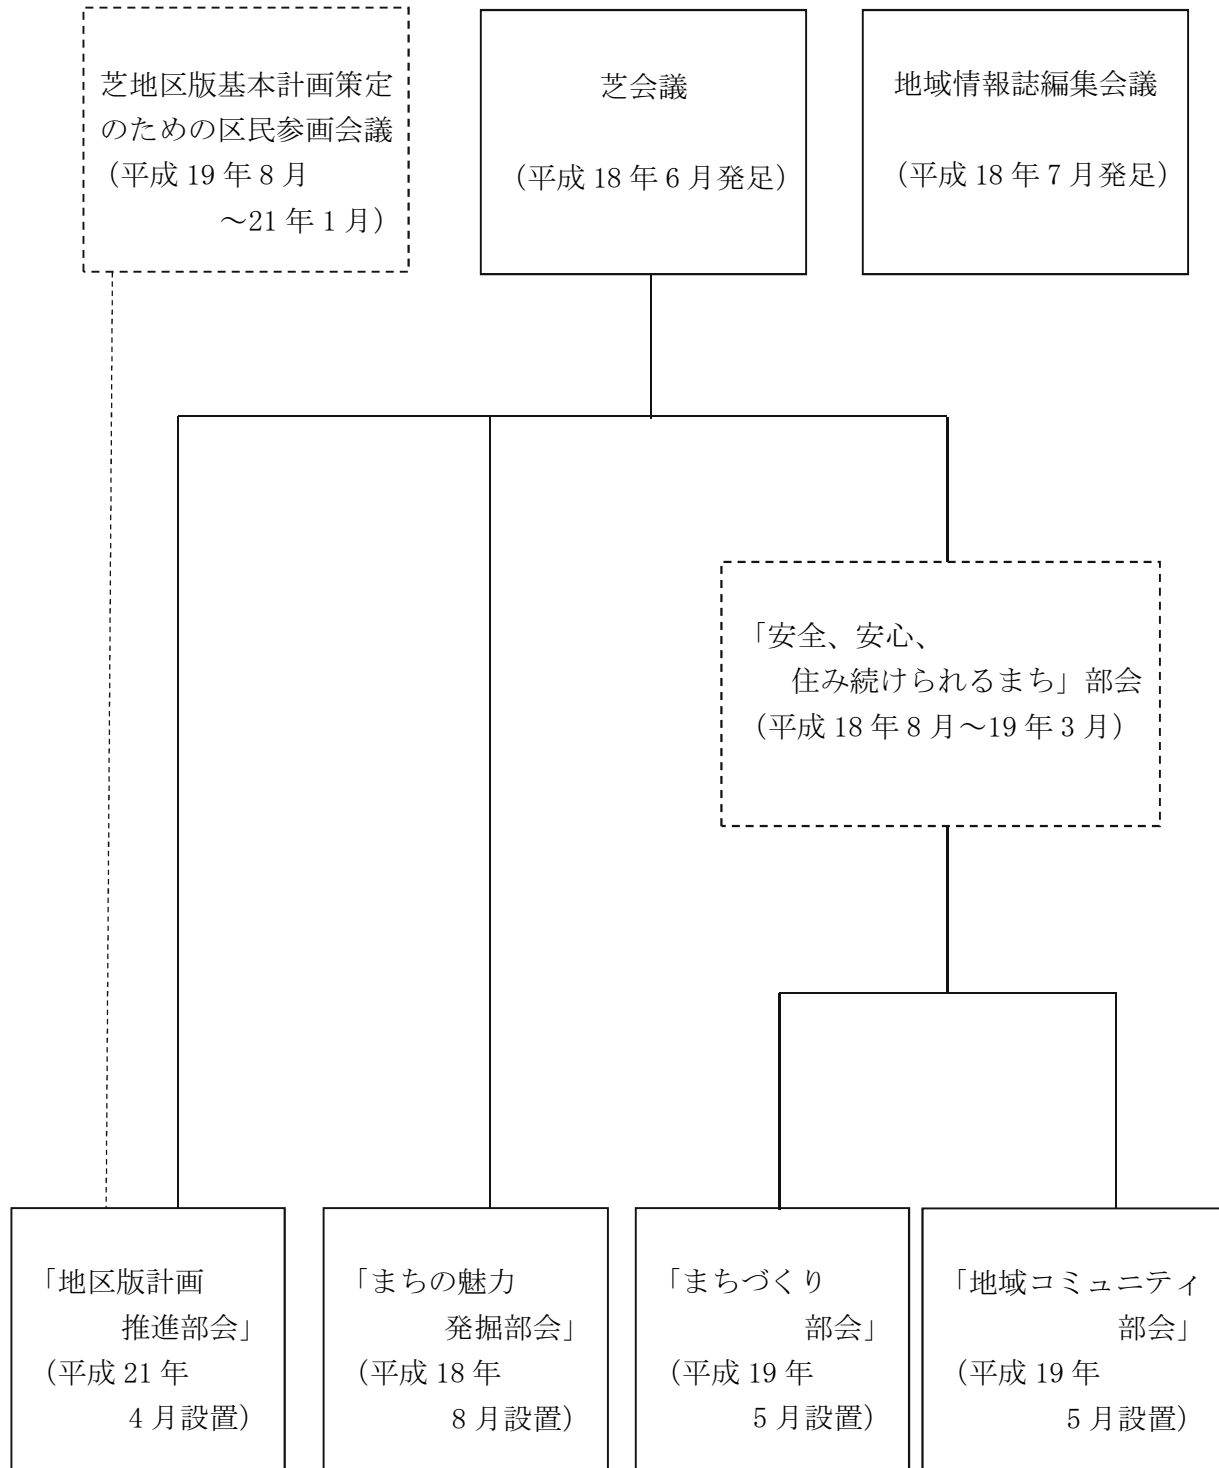 芝地区版基本計画策定
のための区民参画会議
（平成 19 年 8 月
～21 年 1 月）
芝会議
（平成 18 年 6 月発足）
地域情報誌編集会議
（平成 18 年 7 月発足）
「安全、安心、
住み続けられるまち」部会
（平成 18 年 8 月～19 年 3 月）
「地区版計画
推進部会」
（平成 21 年
4 月設置）
「まちの魅力
発掘部会」
（平成 18 年
8 月設置）
「まちづくり
部会」
（平成 19 年
5 月設置）
「地域コミュニティ
部会」
（平成 19 年
5 月設置）